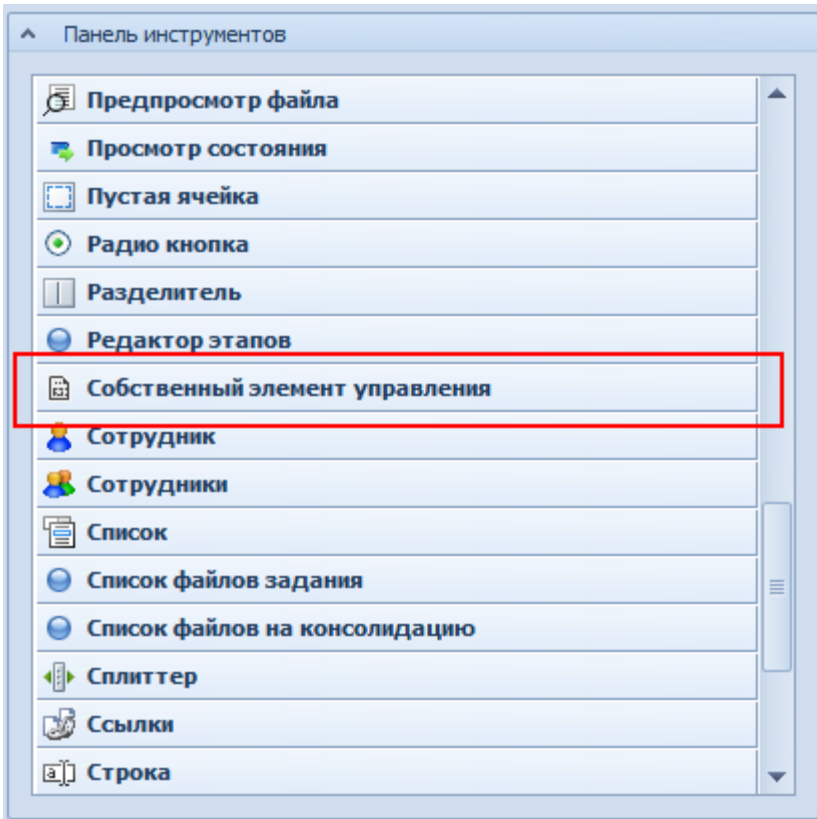 Панель инструментов
Предпросмотр файла
Просмотр состояния
Пустая ячейка
Радио кнопка
Разделитель
Редактор этапов
Собственный элемент управления
Сотрудник
Сотрудники
Список
Список файлов задания
Список файлов на консолидацию
Сплиттер
Ссылки
Строка